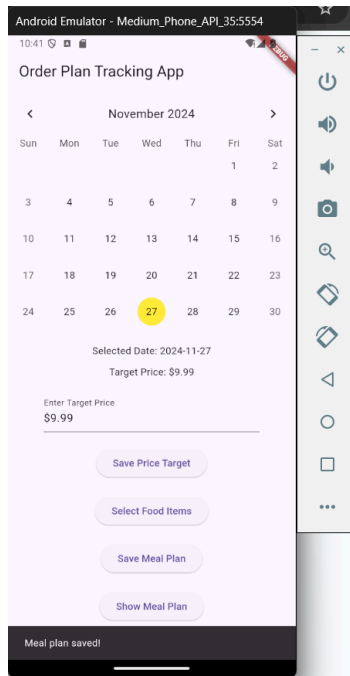 Android Emulator - Medium_Phone_API_35:5554
10:41
DEBUG
Order Plan Tracking App
November 2024
Sun Mon Tue Wed Thu Fri Sat
1 2
3 4 5 6 7 8 9
10 11 12 13 14 15 16
17 18 19 20 21 22 23
24 25 26 27 28 29 30
Selected Date: 2024-11-27
Target Price: $9.99
Enter Target Price
$9.99
Save Price Target
Select Food Items
Save Meal Plan
Show Meal Plan
Meal plan saved!